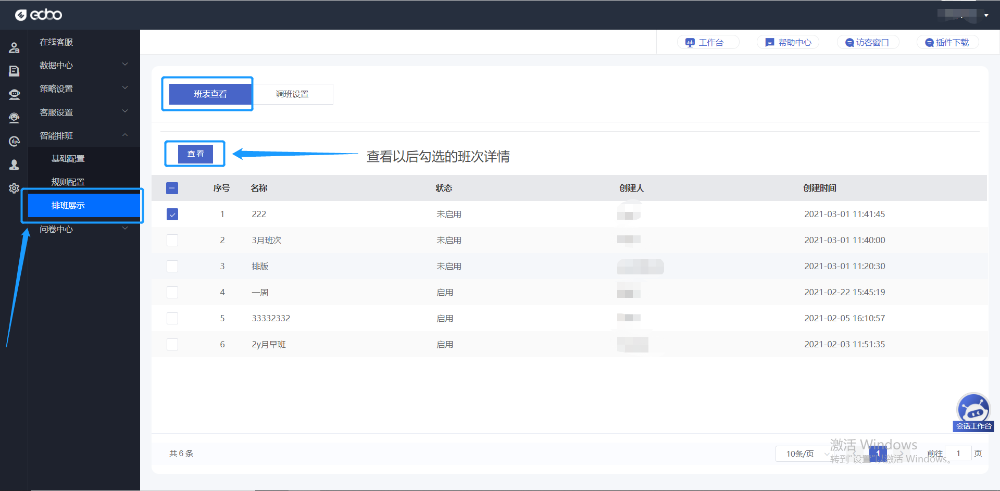 edbo
在线客服
数据中心
策略设置
客服设置
智能排班
基础配置
规则配置
排班展示
问卷中心
工作台 帮助中心 访客窗口 插件下载
班表查看 调班设置
查看 查看以后勾选的班次详情
序号 名称 状态 创建人 创建时间
1 222 未启用 2021-03-01 11:41:45
2 3月班次 未启用 2021-03-01 11:40:00
3 排版 未启用 2021-03-01 11:20:30
4 一周 启用 2021-02-22 15:45:19
5 33332332 启用 2021-02-05 16:10:57
6 2y月早班 启用 2021-02-03 11:51:35
会话工作台
共 6 条 10条/页 1 前往 1 页
激活 Windows
转到“设置”以激活 Windows。